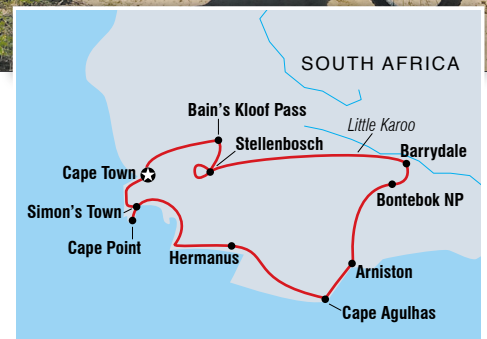 SOUTH AFRICA
Bain's Kloof Pass
Little Karoo
Stellenbosch
Barrydale
Cape Town
Bontebok NP
Simon's Town
Cape Point
Hermanus
Arniston
Cape Agulhas